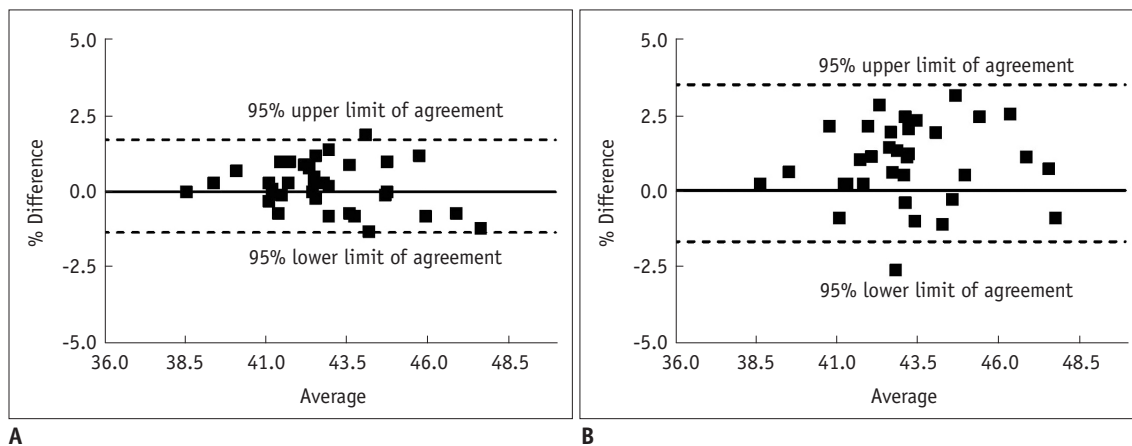 5.0
95% upper limit of agreement
2.5
% Difference
0.0
95% lower limit of agreement
-2.5
-5.0
36.0 38.5 41.0 43.5 46.0 48.5
Average
A
5.0
95% upper limit of agreement
2.5
% Difference
0.0
-2.5
95% lower limit of agreement
-5.0
36.0 38.5 41.0 43.5 46.0 48.5
Average
B